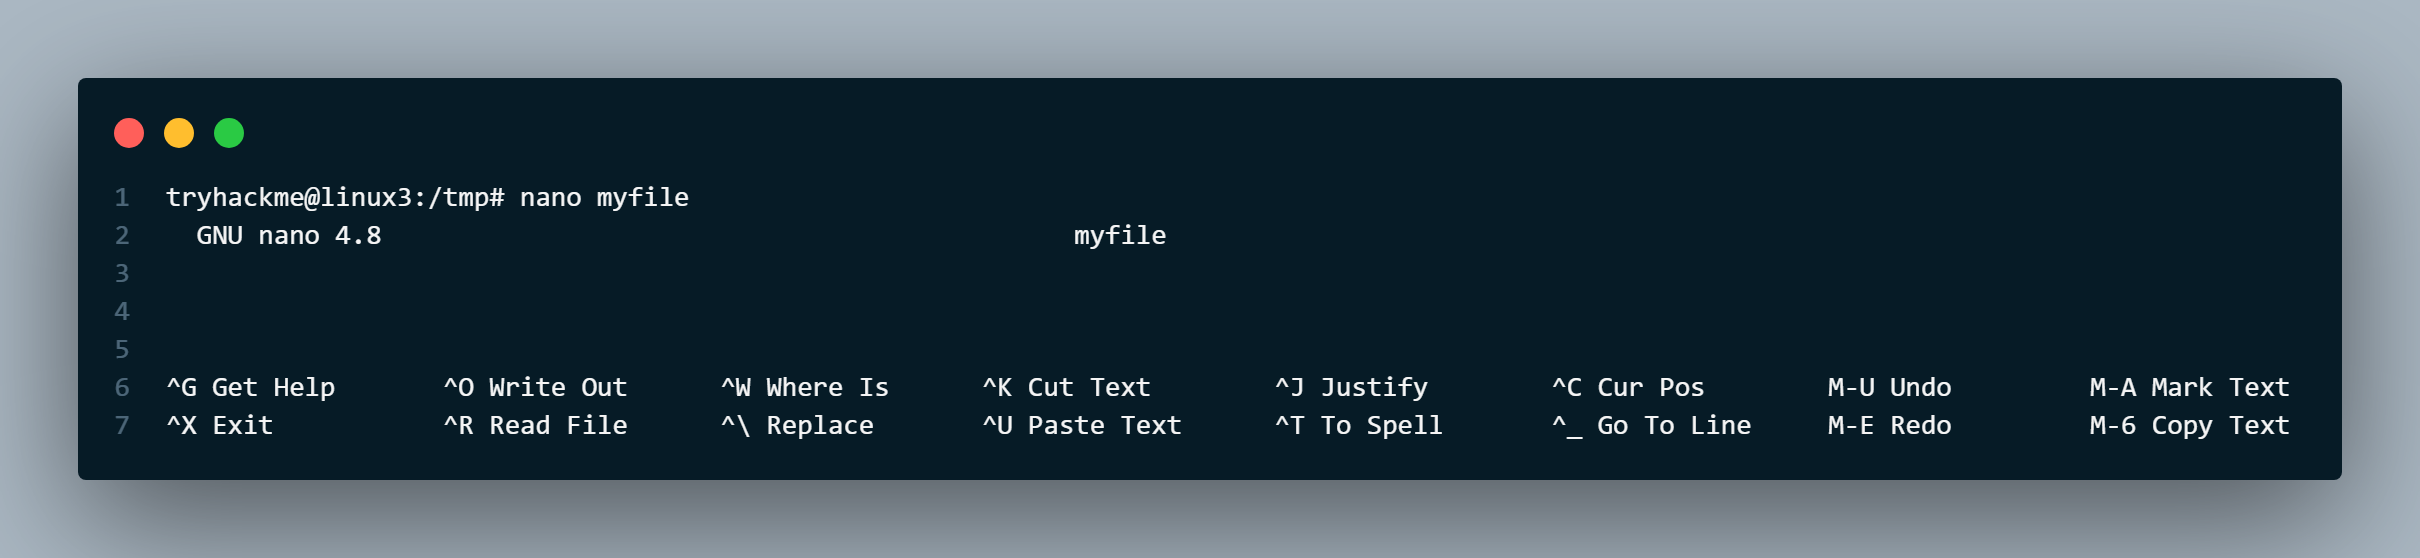 1 tryhackme@linux3:/tmp# nano myfile
2 GNU nano 4.8 myfile
3
4
5
6 ^G Get Help ^O Write Out ^W Where Is ^K Cut Text ^J Justify ^C Cur Pos M-U Undo M-A Mark Text
7 ^X Exit ^R Read File ^\ Replace ^U Paste Text ^T To Spell ^_ Go To Line M-E Redo M-6 Copy Text